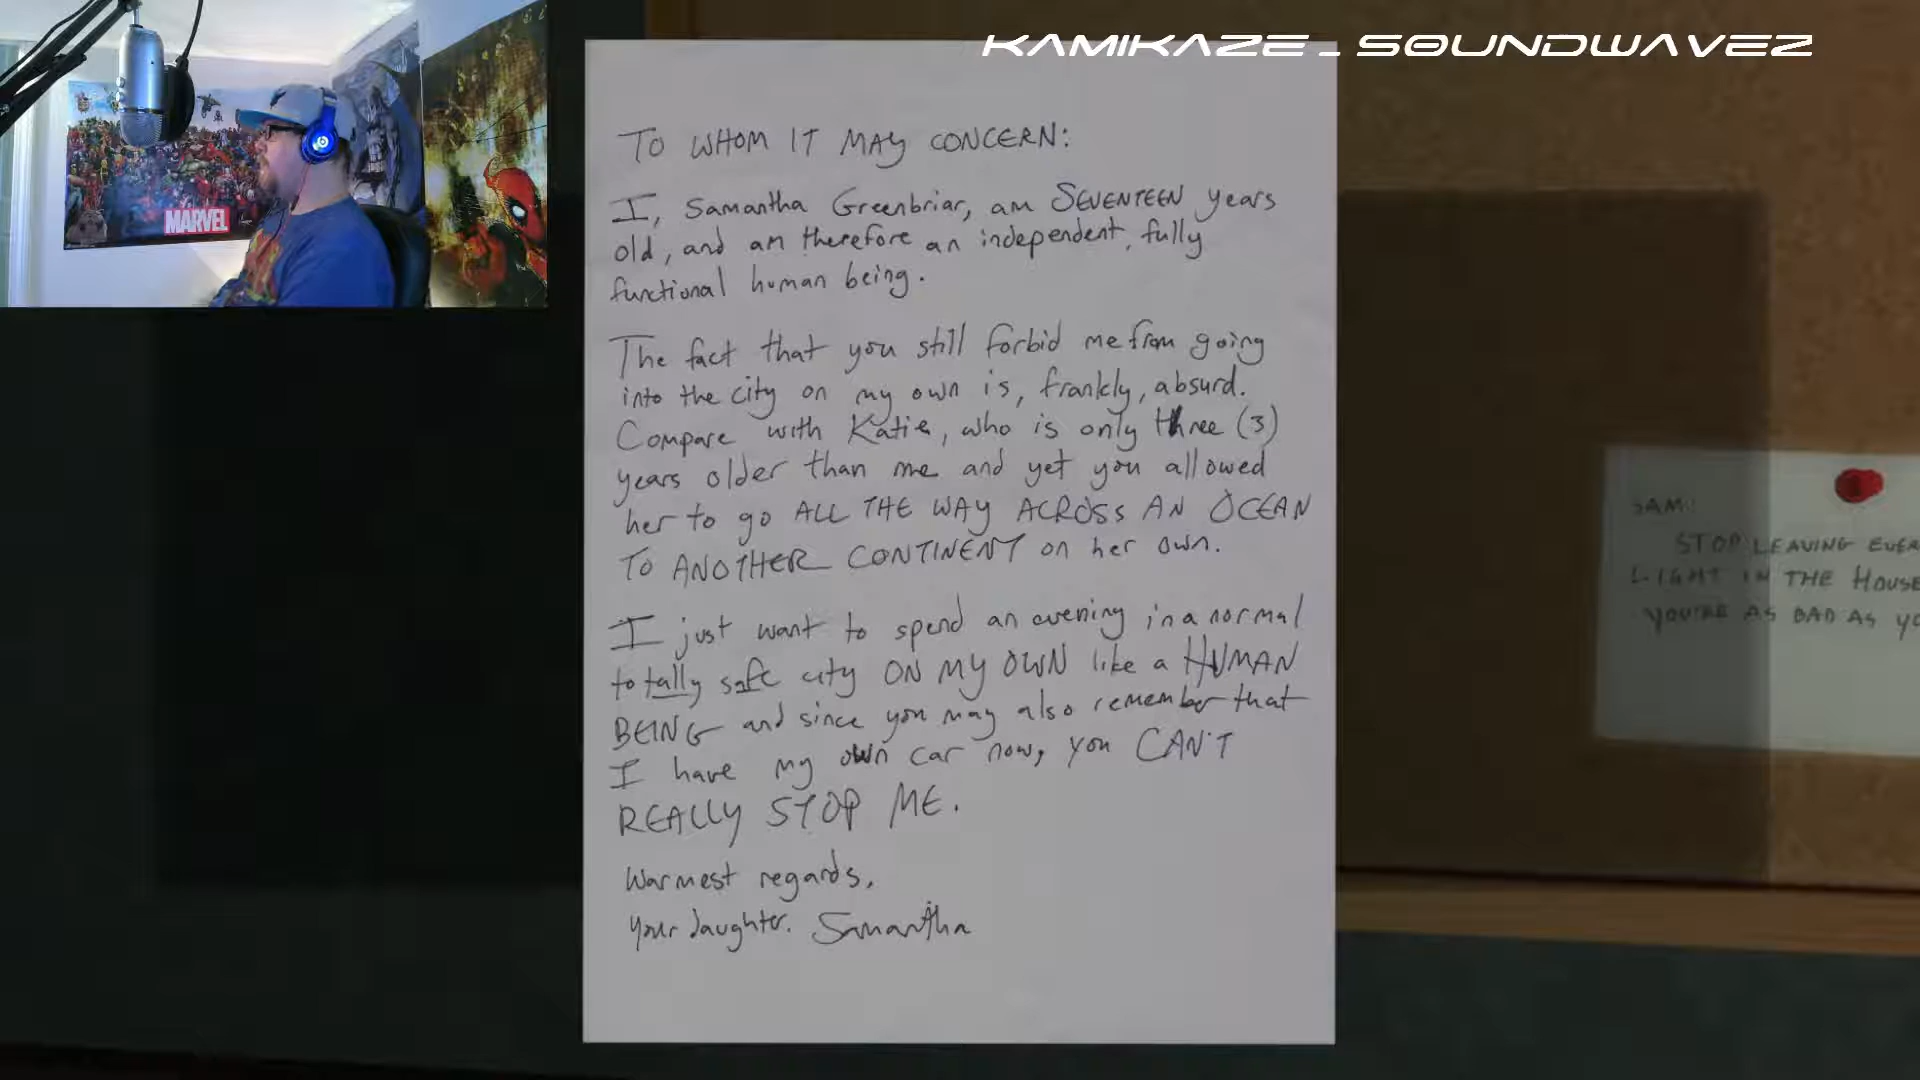 KAMIKAZE_SOUNDWAVEZ
MARVEL
TO WHOM IT MAY CONCERN:
I, Samantha Greenbriar, am SEVENTEEN years
old, and am therefore an independent, fully
functional human being.
The fact that you still forbid me from going
into the city on my own is, frankly, absurd.
Compare with Katie, who is only three (3)
years older than me and yet you allowed
her to go ALL THE WAY ACROSS AN OCEAN
TO ANOTHER CONTINENT on her own.
I just want to spend an evening in a normal
totally safe city ON MY OWN like a HUMAN
BEING and since you may also remember that
I have my own car now, you CAN'T
REALLY STOP ME.
Warmest regards,
Your daughter. Samantha
SAM:
STOP LEAVING EVER
LIGHT IN THE HOUSE
YOU'RE AS BAD AS YO